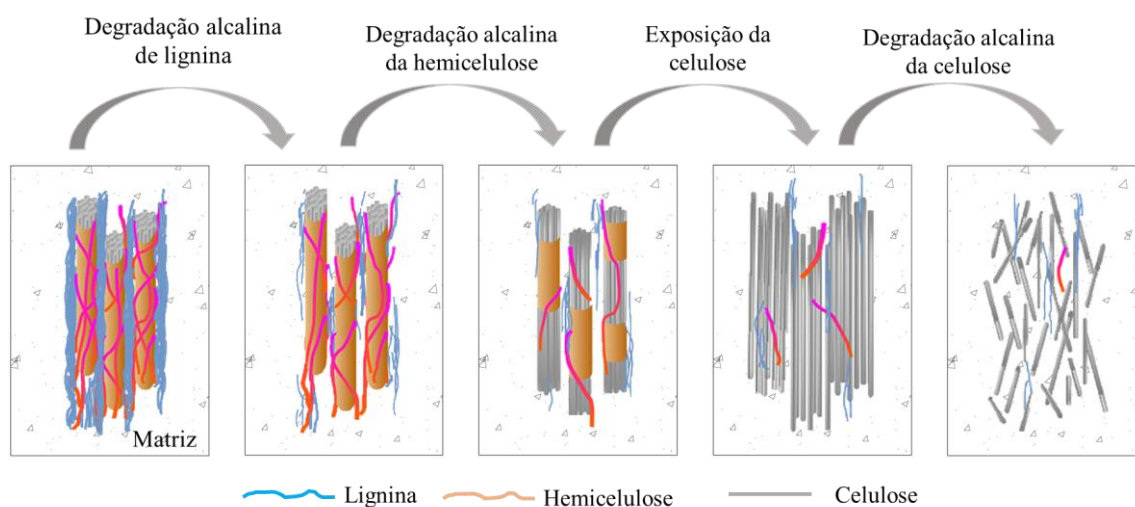 Degradação alcalina
de lignina
Degradação alcalina
da hemicelulose
Exposição da
celulose
Degradação alcalina
da celulose
Matriz
Lignina
Hemicelulose
Celulose